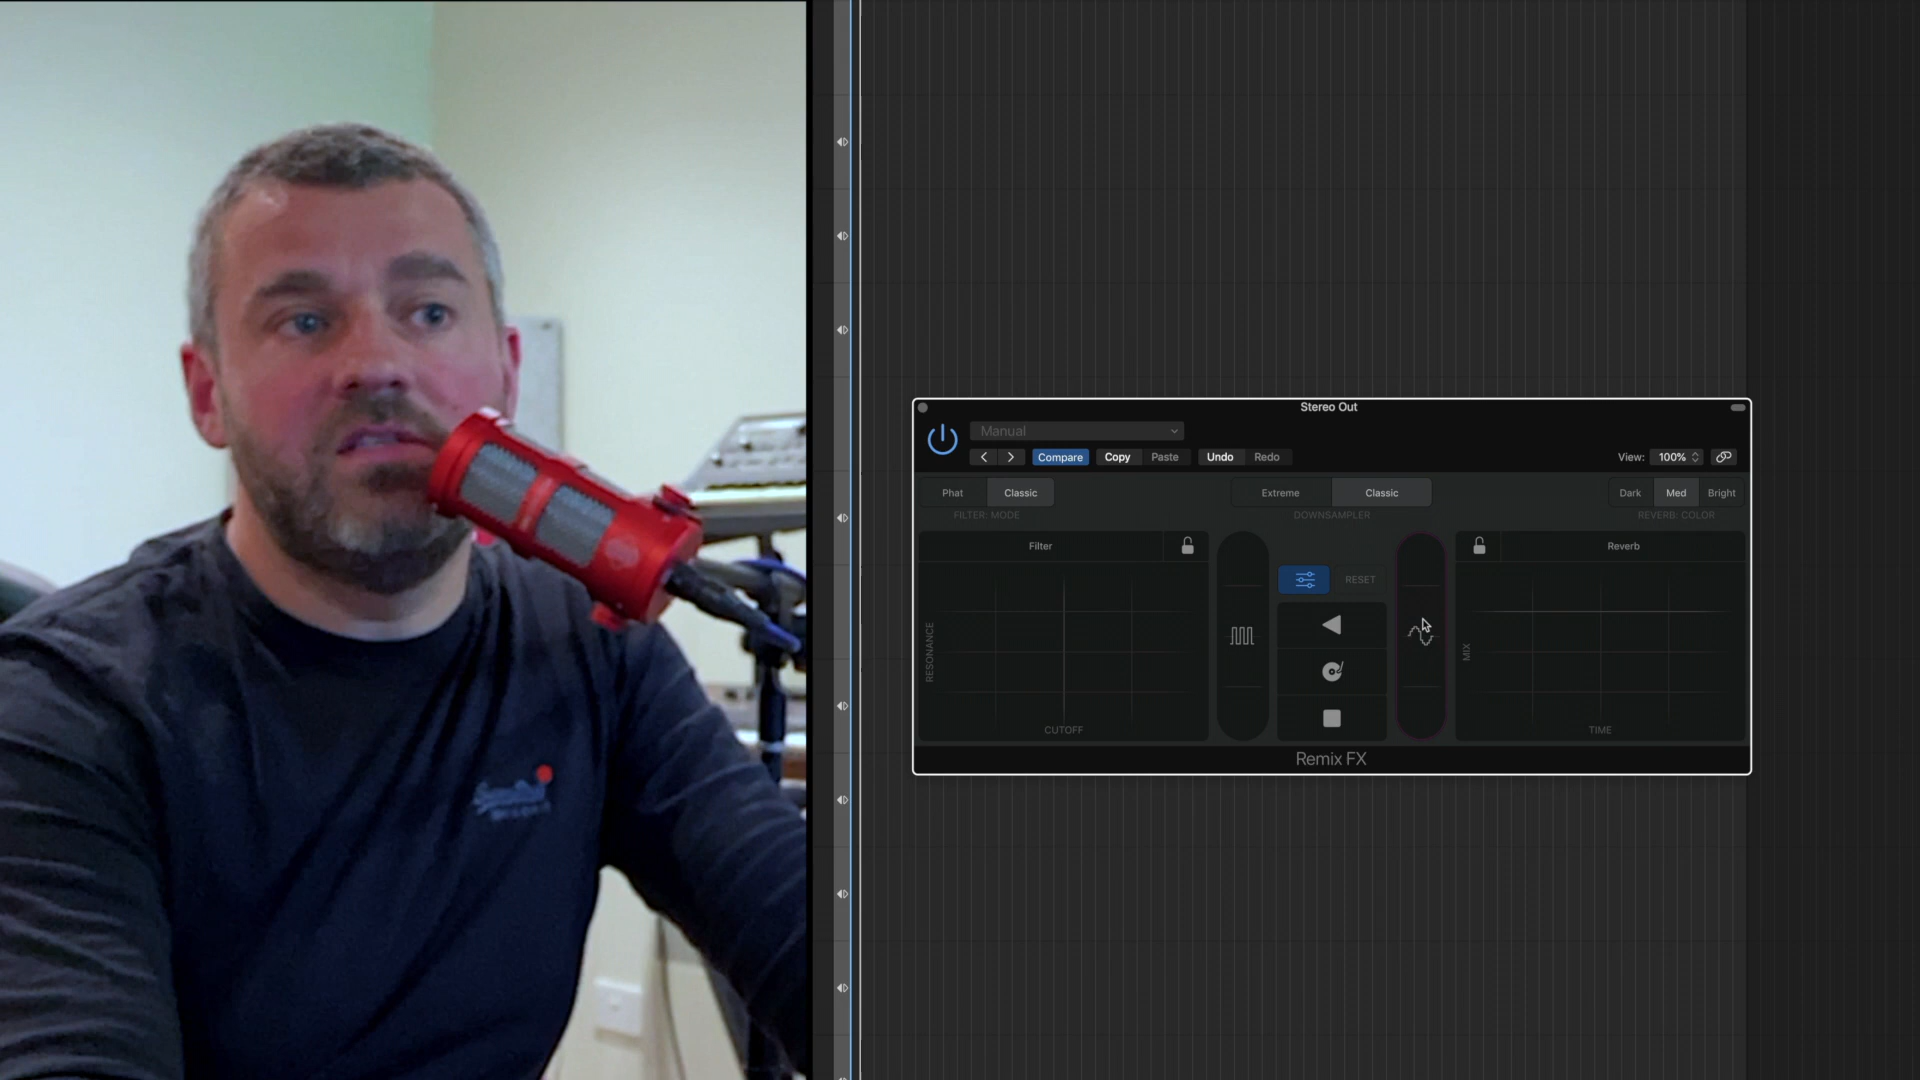 Stereo Out
Manual
Compare Copy Paste Undo Redo View: 100%
Phat Classic Extreme Classic Dark Med Bright
FILTER: MODE DOWNSAMPLER REVERB: COLOR
Filter Reverb
RESET
RESONANCE
MIX
CUTOFF TIME
Remix FX